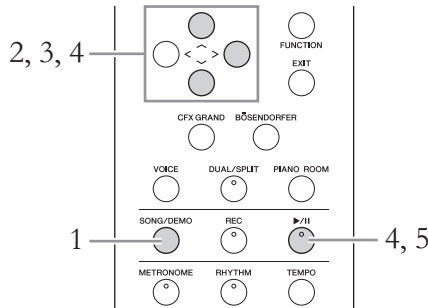 FUNCTION
2, 3, 4
EXIT
CFX GRAND BÖSENDORFER
VOICE DUAL/SPLIT PIANO ROOM
SONG/DEMO REC ►/II
1
4, 5
METRONOME RHYTHM TEMPO